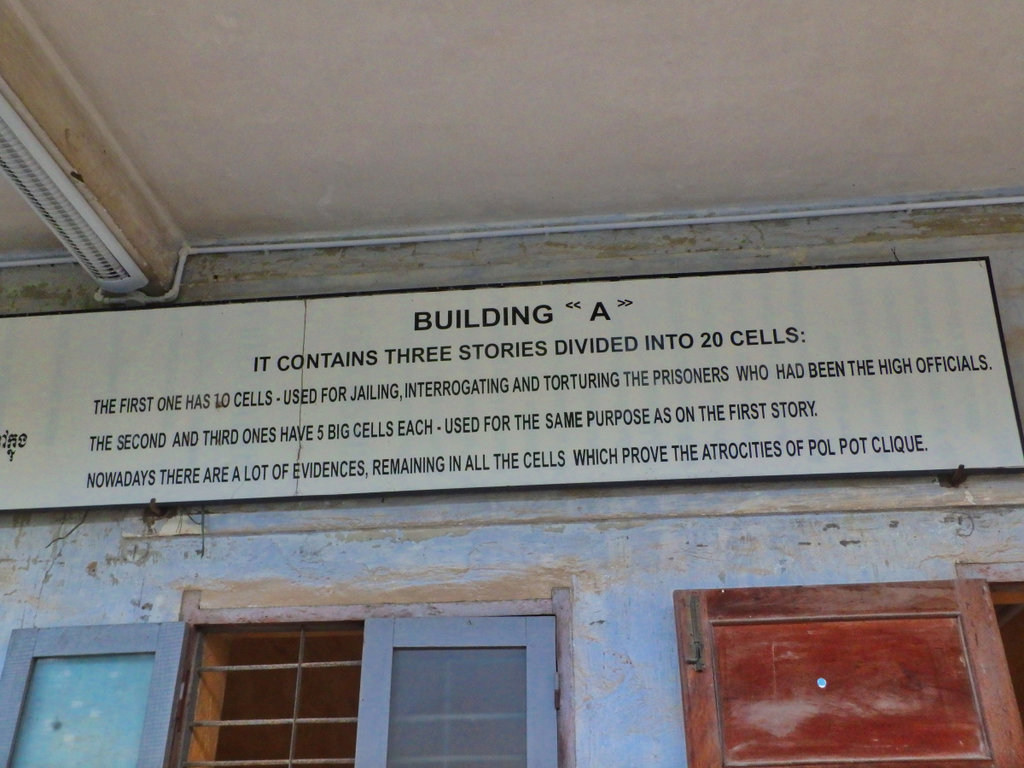 BUILDING « A »
IT CONTAINS THREE STORIES DIVIDED INTO 20 CELLS:
THE FIRST ONE HAS 10 CELLS - USED FOR JAILING, INTERROGATING AND TORTURING THE PRISONERS WHO HAD BEEN THE HIGH OFFICIALS.
THE SECOND AND THIRD ONES HAVE 5 BIG CELLS EACH - USED FOR THE SAME PURPOSE AS ON THE FIRST STORY.
NOWADAYS THERE ARE A LOT OF EVIDENCES, REMAINING IN ALL THE CELLS WHICH PROVE THE ATROCITIES OF POL POT CLIQUE.